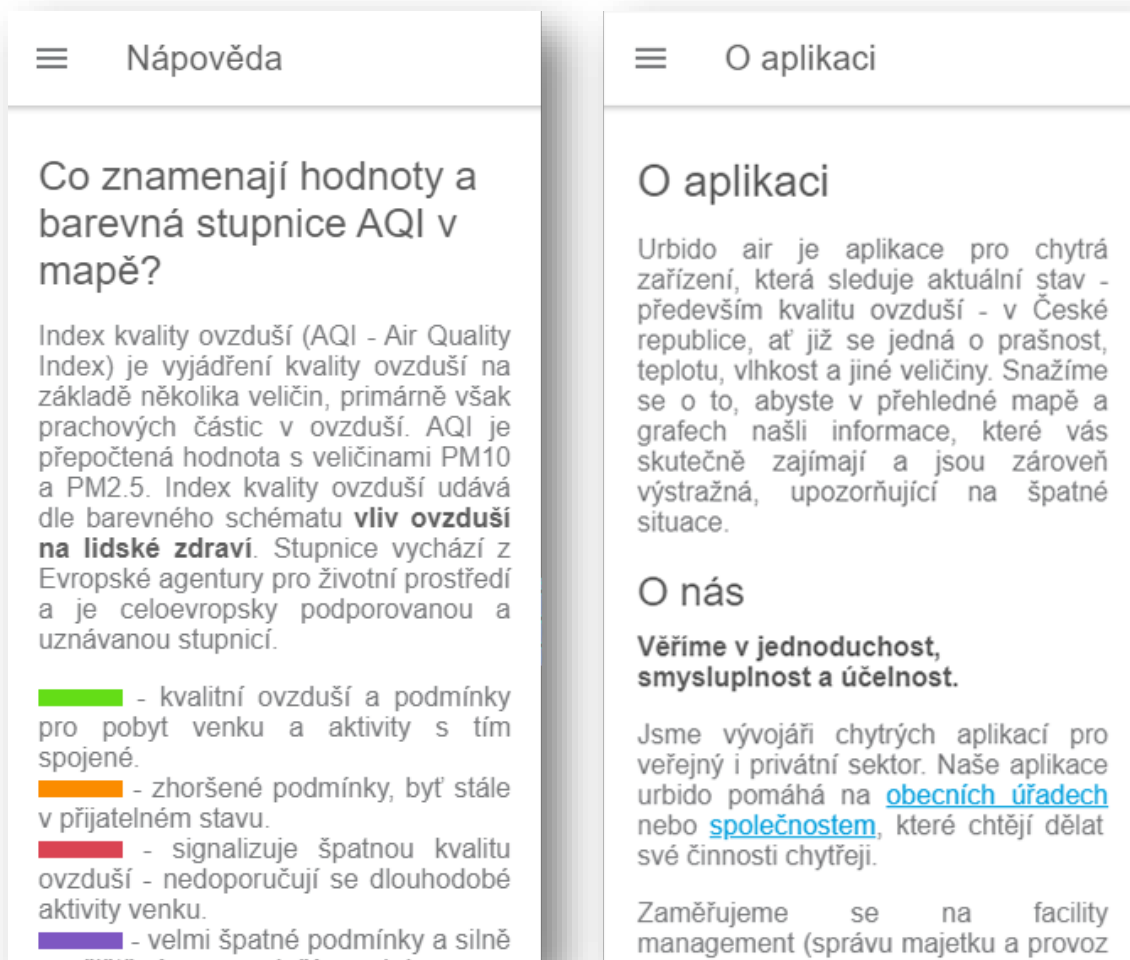 Nápověda
Co znamenají hodnoty a
barevná stupnice AQI v
mapě?
Index kvality ovzduší (AQI - Air Quality
Index) je vyjádření kvality ovzduší na
základě několika veličin, primárně však
prachových částic v ovzduší. AQI je
přepočtená hodnota s veličinami PM10
a PM2.5. Index kvality ovzduší udává
dle barevného schématu vliv ovzduší
na lidské zdraví. Stupnice vychází z
Evropské agentury pro životní prostředí
a je celoevropsky podporovanou a
uznávanou stupnicí.
- kvalitní ovzduší a podmínky
pro pobyt venku a aktivity s tím
spojené.
- zhoršené podmínky, byť stále
v přijatelném stavu.
- signalizuje špatnou kvalitu
ovzduší - nedoporučují se dlouhodobé
aktivity venku.
- velmi špatné podmínky a silně
O aplikaci
O aplikaci
Urbido air je aplikace pro chytrá
zařízení, která sleduje aktuální stav -
především kvalitu ovzduší - v České
republice, ať již se jedná o prašnost,
teplotu, vlhkost a jiné veličiny. Snažíme
se o to, abyste v přehledné mapě a
grafech našli informace, které vás
skutečně zajímají a jsou zároveň
výstražná, upozorňující na špatné
situace.
O nás
Věříme v jednoduchost,
smysluplnost a účelnost.
Jsme vývojáři chytrých aplikací pro
veřejný i privátní sektor. Naše aplikace
urbido pomáhá na obecních úřadech
nebo společnostem, které chtějí dělat
své činnosti chytřeji.
Zaměřujeme se na facility
management (správu majetku a provoz